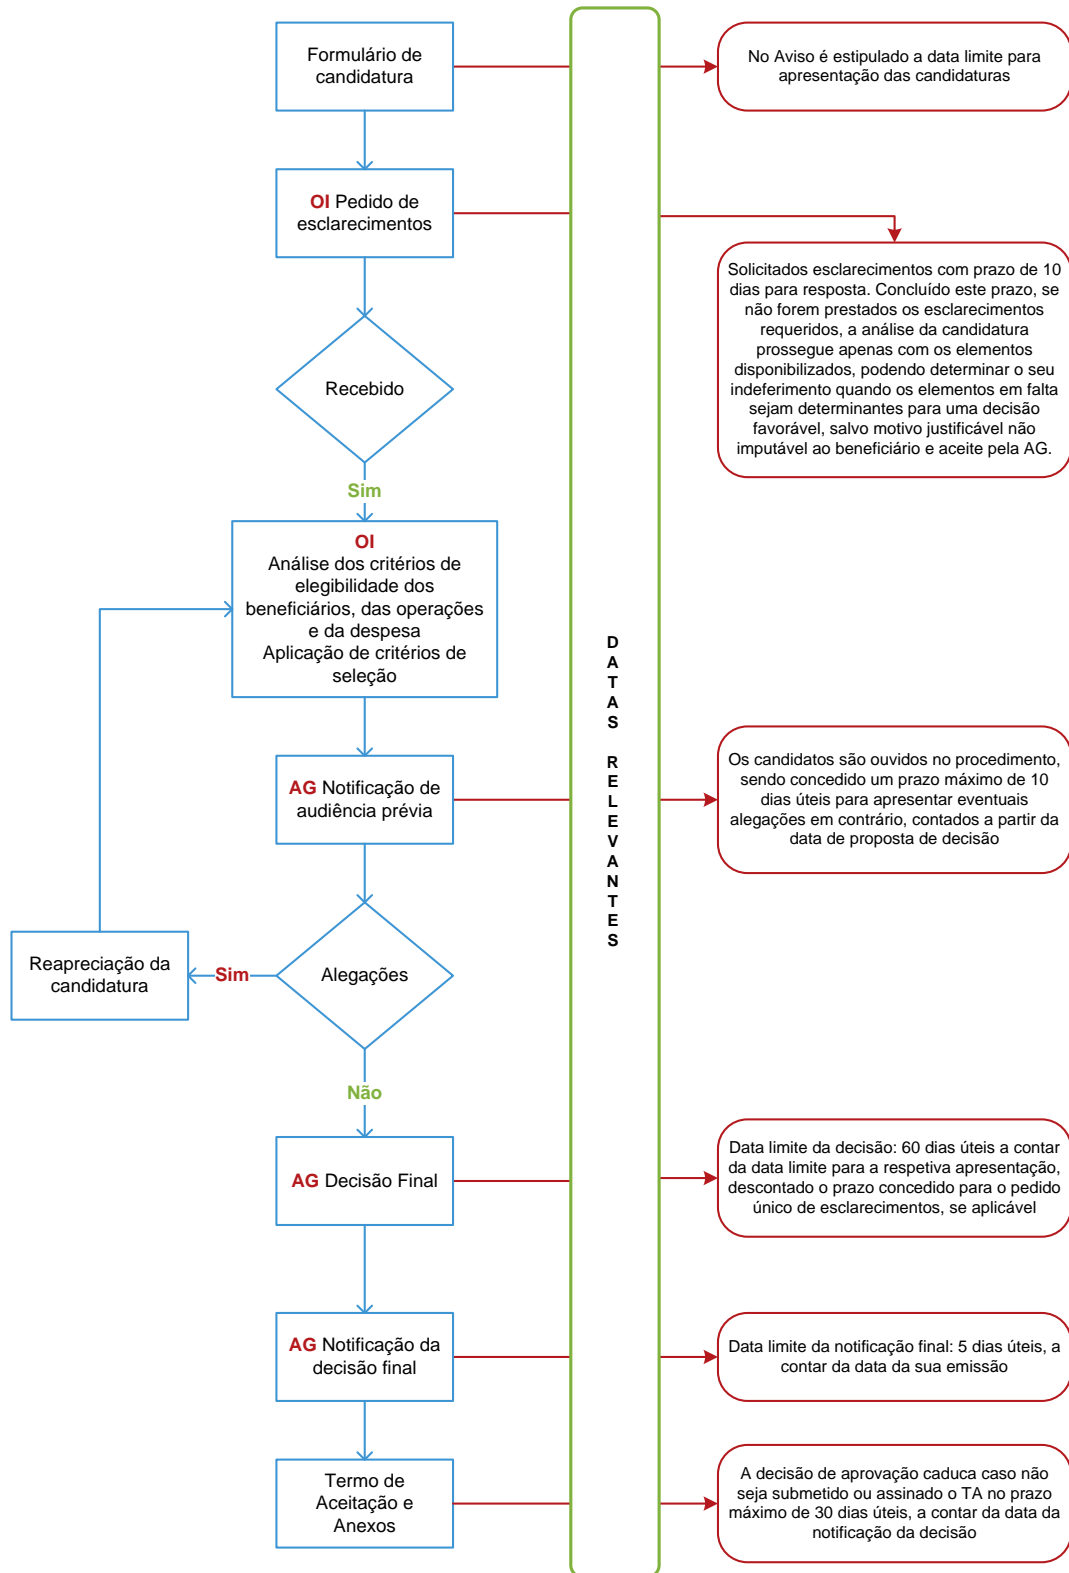 Formulário de
candidatura
No Aviso é estipulado a data limite para
apresentação das candidaturas
OI Pedido de
esclarecimentos
Solicitados esclarecimentos com prazo de 10
dias para resposta. Concluído este prazo, se
não forem prestados os esclarecimentos
requeridos, a análise da candidatura
prossegue apenas com os elementos
disponibilizados, podendo determinar o seu
indeferimento quando os elementos em falta
sejam determinantes para uma decisão
favorável, salvo motivo justificável não
imputável ao beneficiário e aceite pela AG.
Recebido
Sim
OI
Análise dos critérios de
elegibilidade dos
beneficiários, das operações
e da despesa
Aplicação de critérios de
seleção
D
A
T
A
S
R
E
L
E
V
A
N
T
E
S
AG Notificação de
audiência prévia
Os candidatos são ouvidos no procedimento,
sendo concedido um prazo máximo de 10
dias úteis para apresentar eventuais
alegações em contrário, contados a partir da
data de proposta de decisão
Reapreciação da
candidatura
Sim
Alegações
Não
AG Decisão Final
Data limite da decisão: 60 dias úteis a contar
da data limite para a respetiva apresentação,
descontado o prazo concedido para o pedido
único de esclarecimentos, se aplicável
AG Notificação da
decisão final
Data limite da notificação final: 5 dias úteis, a
contar da data da sua emissão
Termo de
Aceitação e
Anexos
A decisão de aprovação caduca caso não
seja submetido ou assinado o TA no prazo
máximo de 30 dias úteis, a contar da data da
notificação da decisão